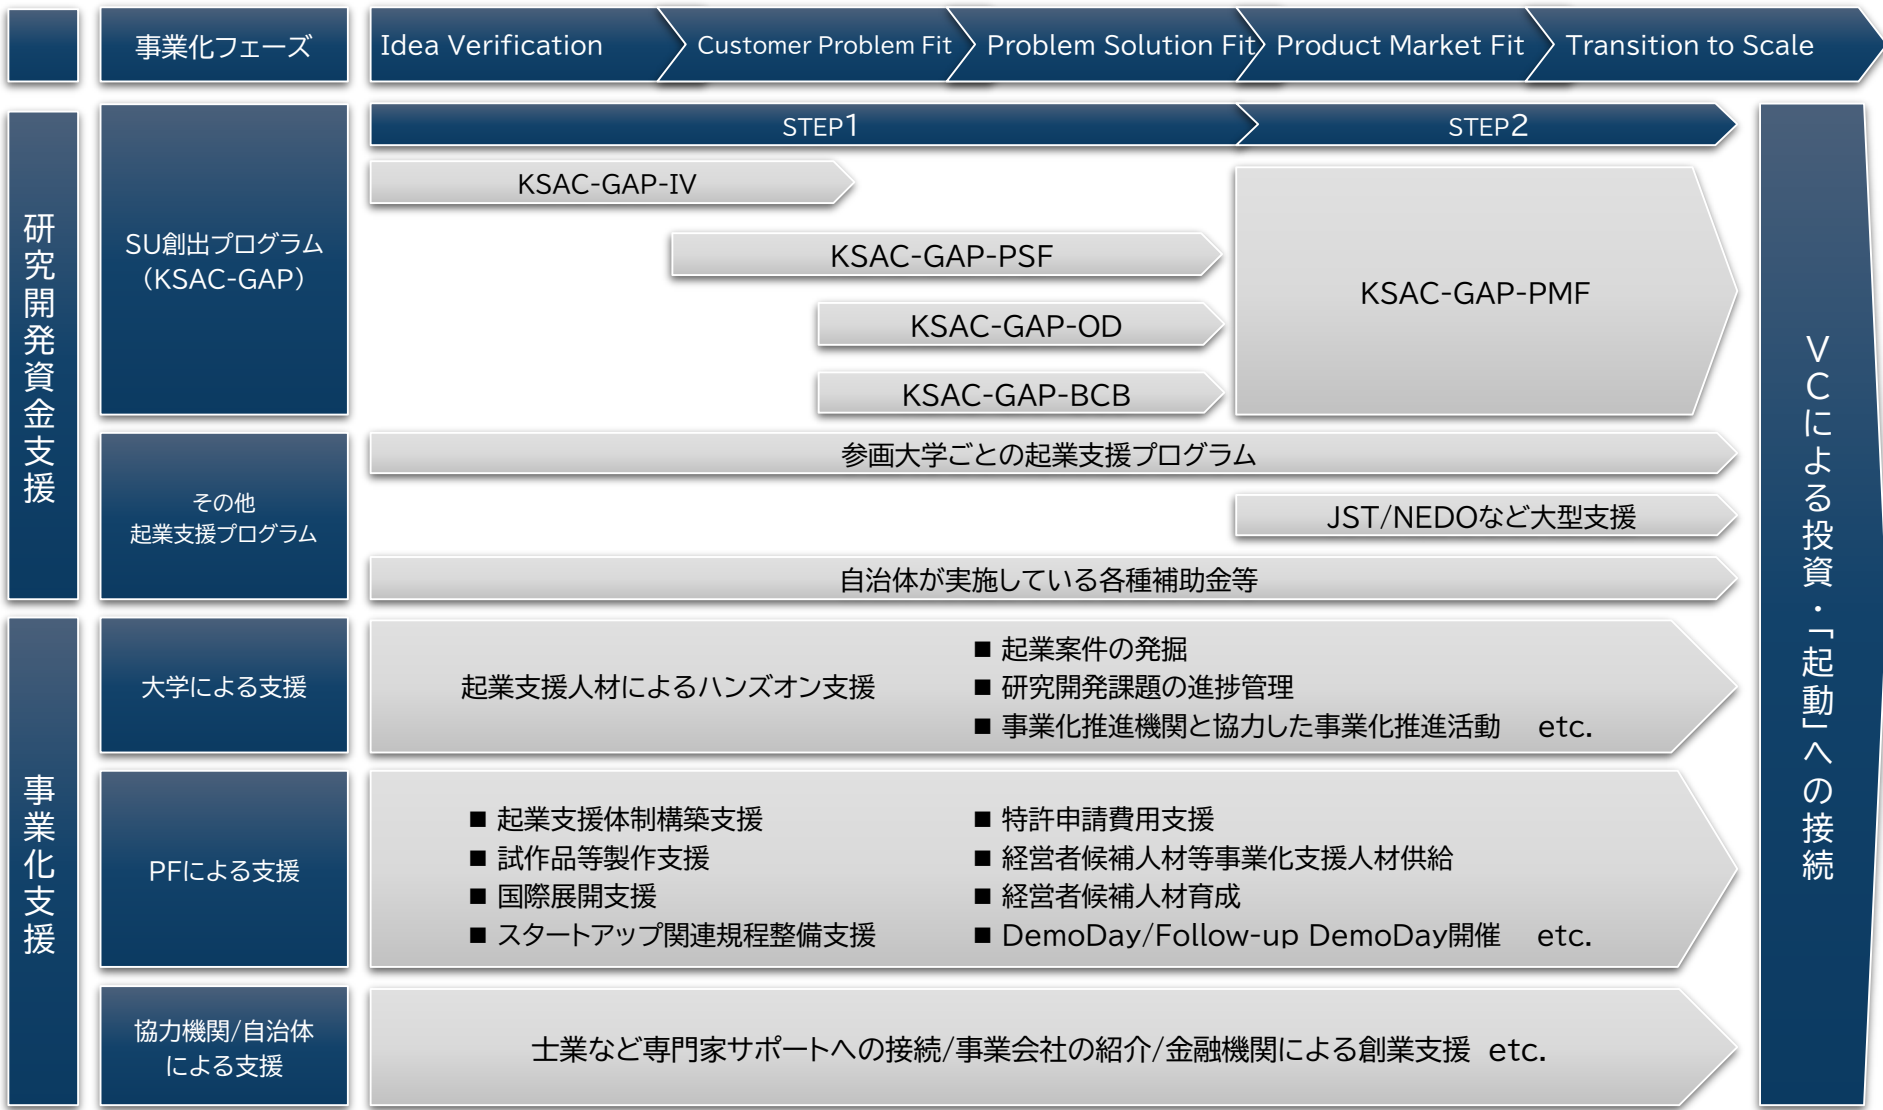 事業化フェーズ
Idea Verification
Customer Problem Fit
Problem Solution Fit
Product Market Fit
Transition to Scale
研究開発資金支援
SU創出プログラム
（KSAC-GAP）
STEP1
STEP2
KSAC-GAP-IV
KSAC-GAP-PSF
KSAC-GAP-OD
KSAC-GAP-BCB
KSAC-GAP-PMF
その他
起業支援プログラム
参画大学ごとの起業支援プログラム
JST/NEDOなど大型支援
自治体が実施している各種補助金等
事業化支援
大学による支援
起業支援人材によるハンズオン支援
■ 起業案件の発掘
■ 研究開発課題の進捗管理
■ 事業化推進機関と協力した事業化推進活動 etc.
PFによる支援
■ 起業支援体制構築支援
■ 試作品等製作支援
■ 国際展開支援
■ スタートアップ関連規程整備支援
■ 特許申請費用支援
■ 経営者候補人材等事業化支援人材供給
■ 経営者候補人材育成
■ DemoDay/Follow-up DemoDay開催 etc.
協力機関/自治体
による支援
士業など専門家サポートへの接続/事業会社の紹介/金融機関による創業支援 etc.
VCによる投資・「起動」への接続